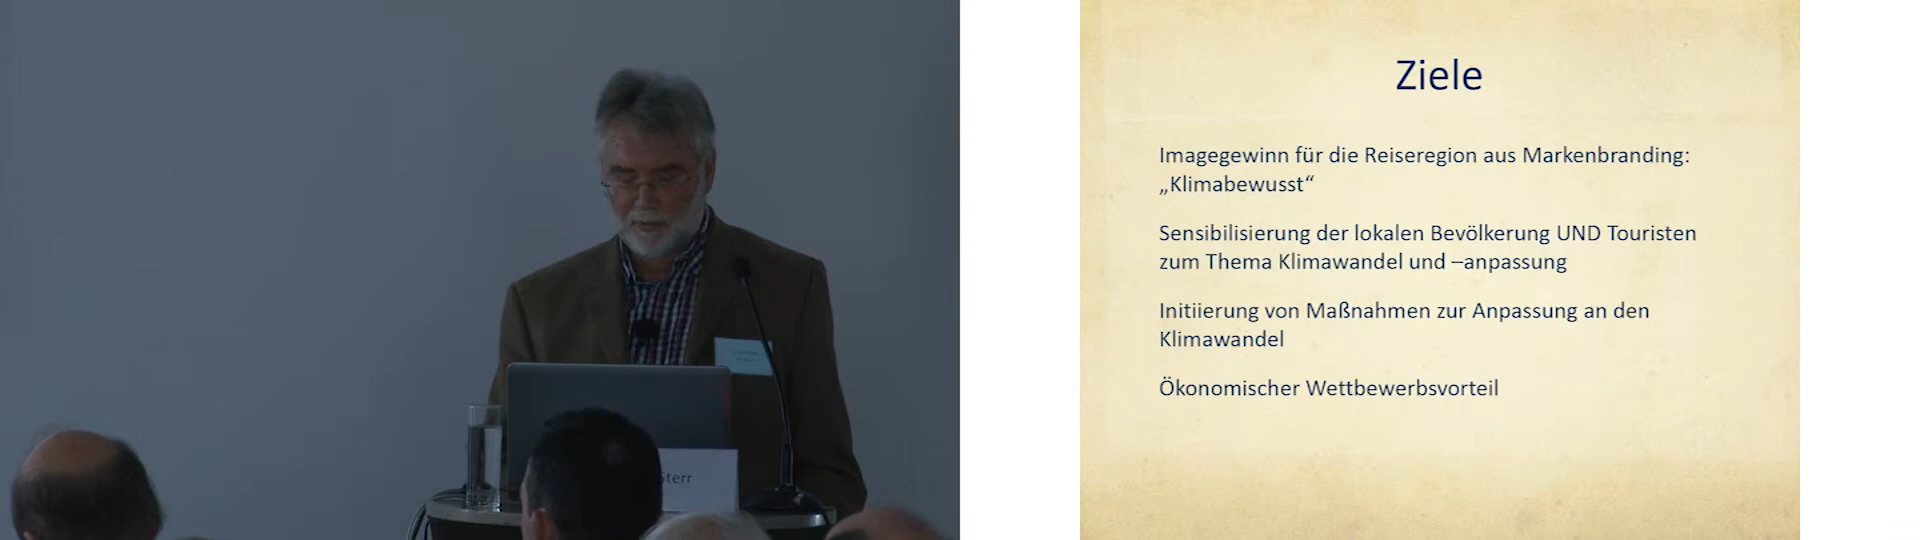 Sterr
Ziele
Imagegewinn für die Reiseregion aus Markenbranding:
„Klimabewusst“
Sensibilisierung der lokalen Bevölkerung UND Touristen
zum Thema Klimawandel und –anpassung
Initiierung von Maßnahmen zur Anpassung an den
Klimawandel
Ökonomischer Wettbewerbsvorteil